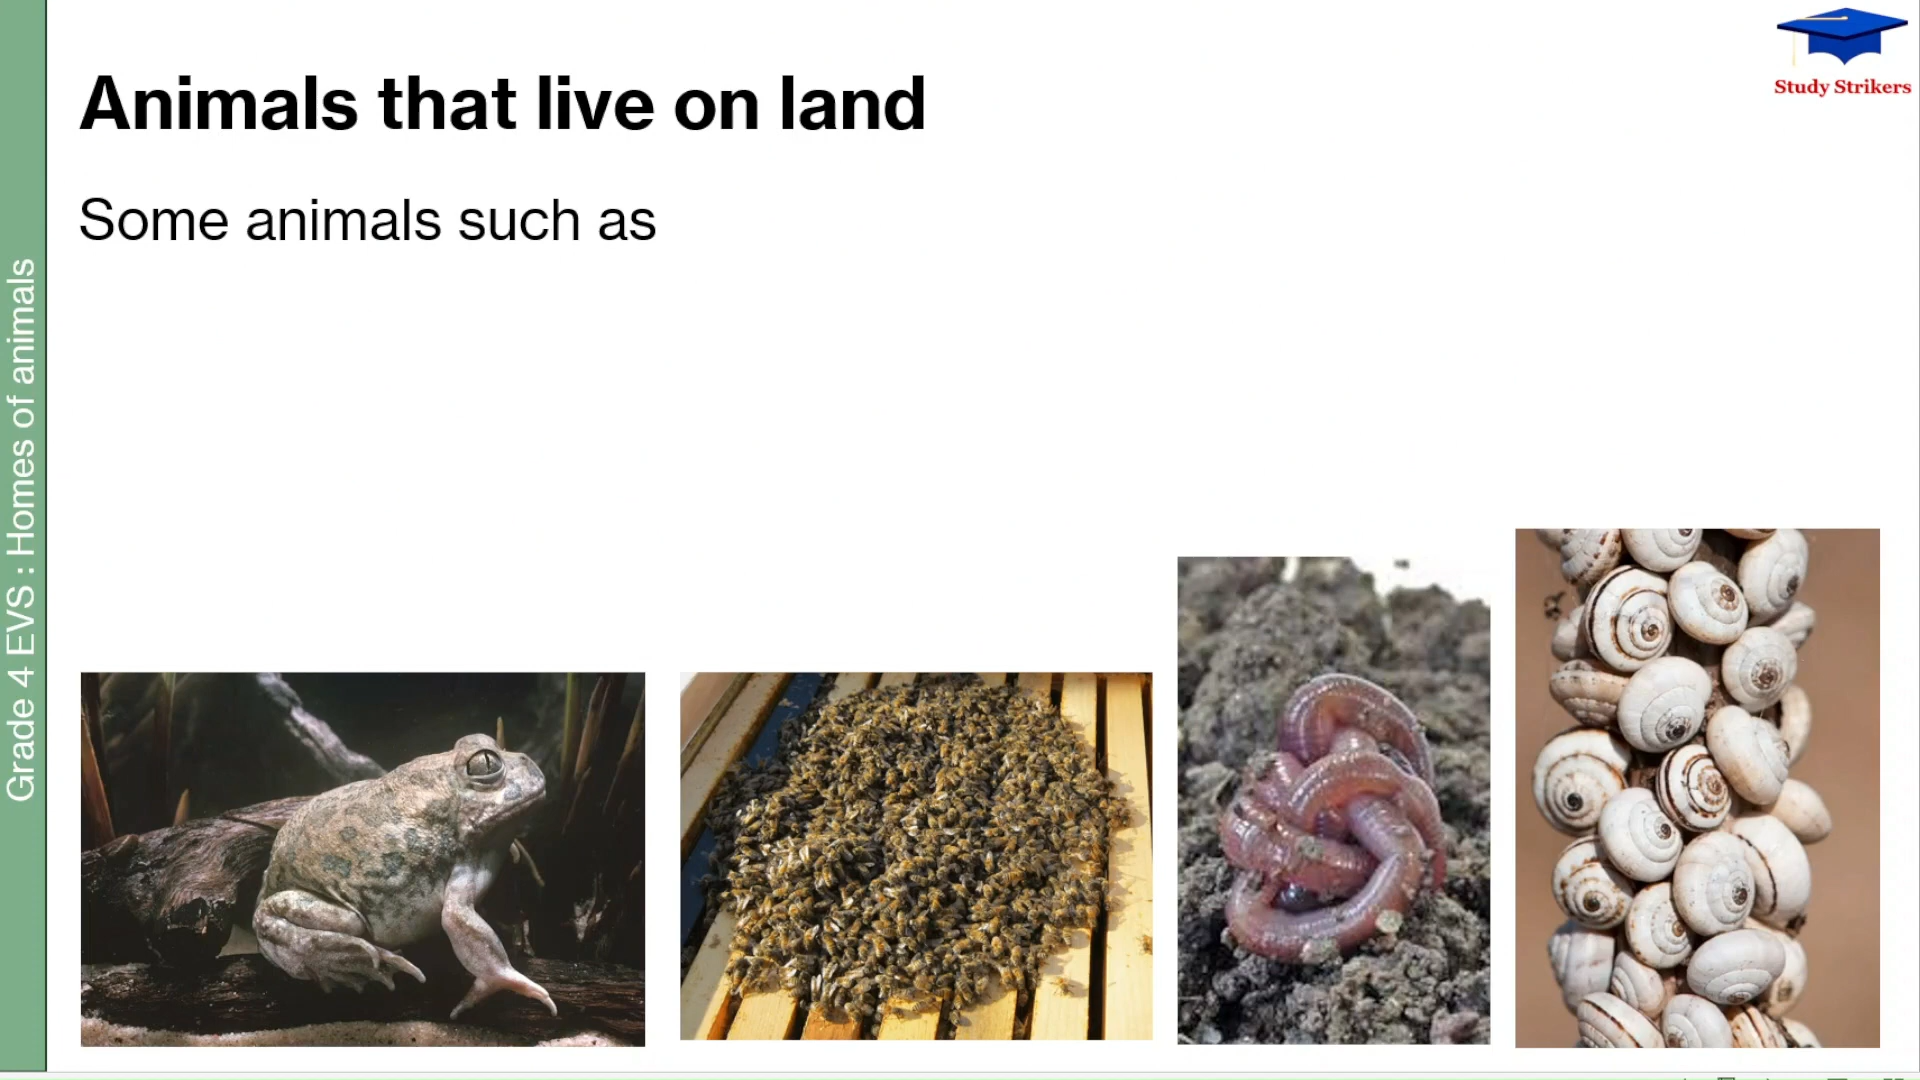 Study Strikers
Animals that live on land
Some animals such as
Grade 4 EVS : Homes of animals